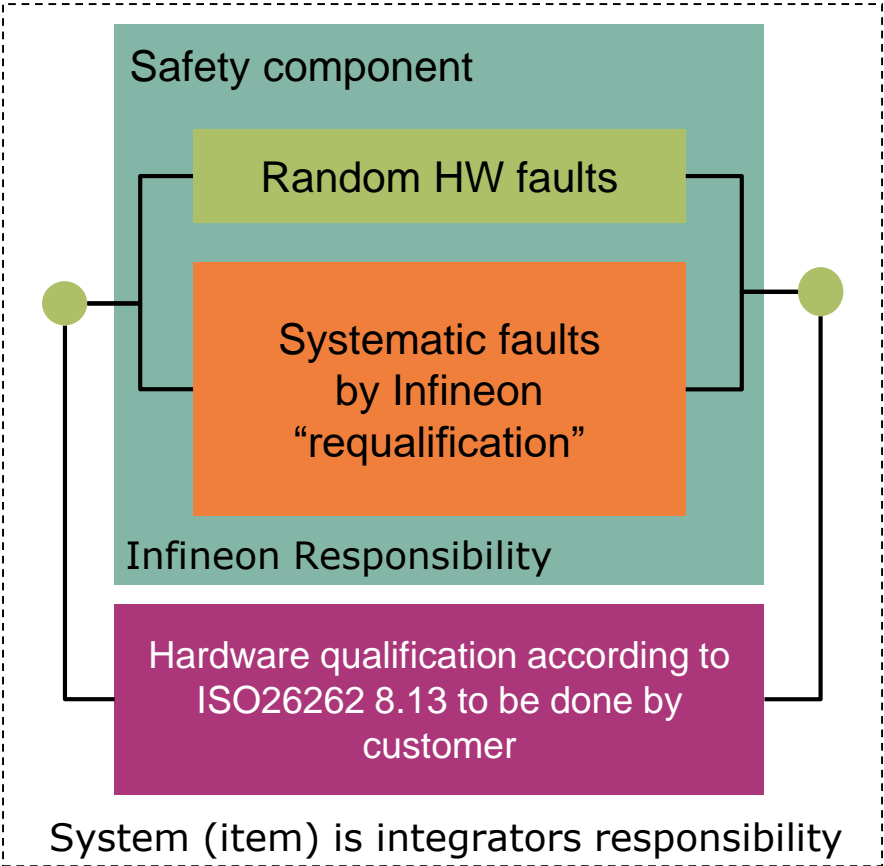 Safety component
Random HW faults
Systematic faults
by Infineon
“requalification”
Infineon Responsibility
Hardware qualification according to
ISO26262 8.13 to be done by
customer
System (item) is integrators responsibility